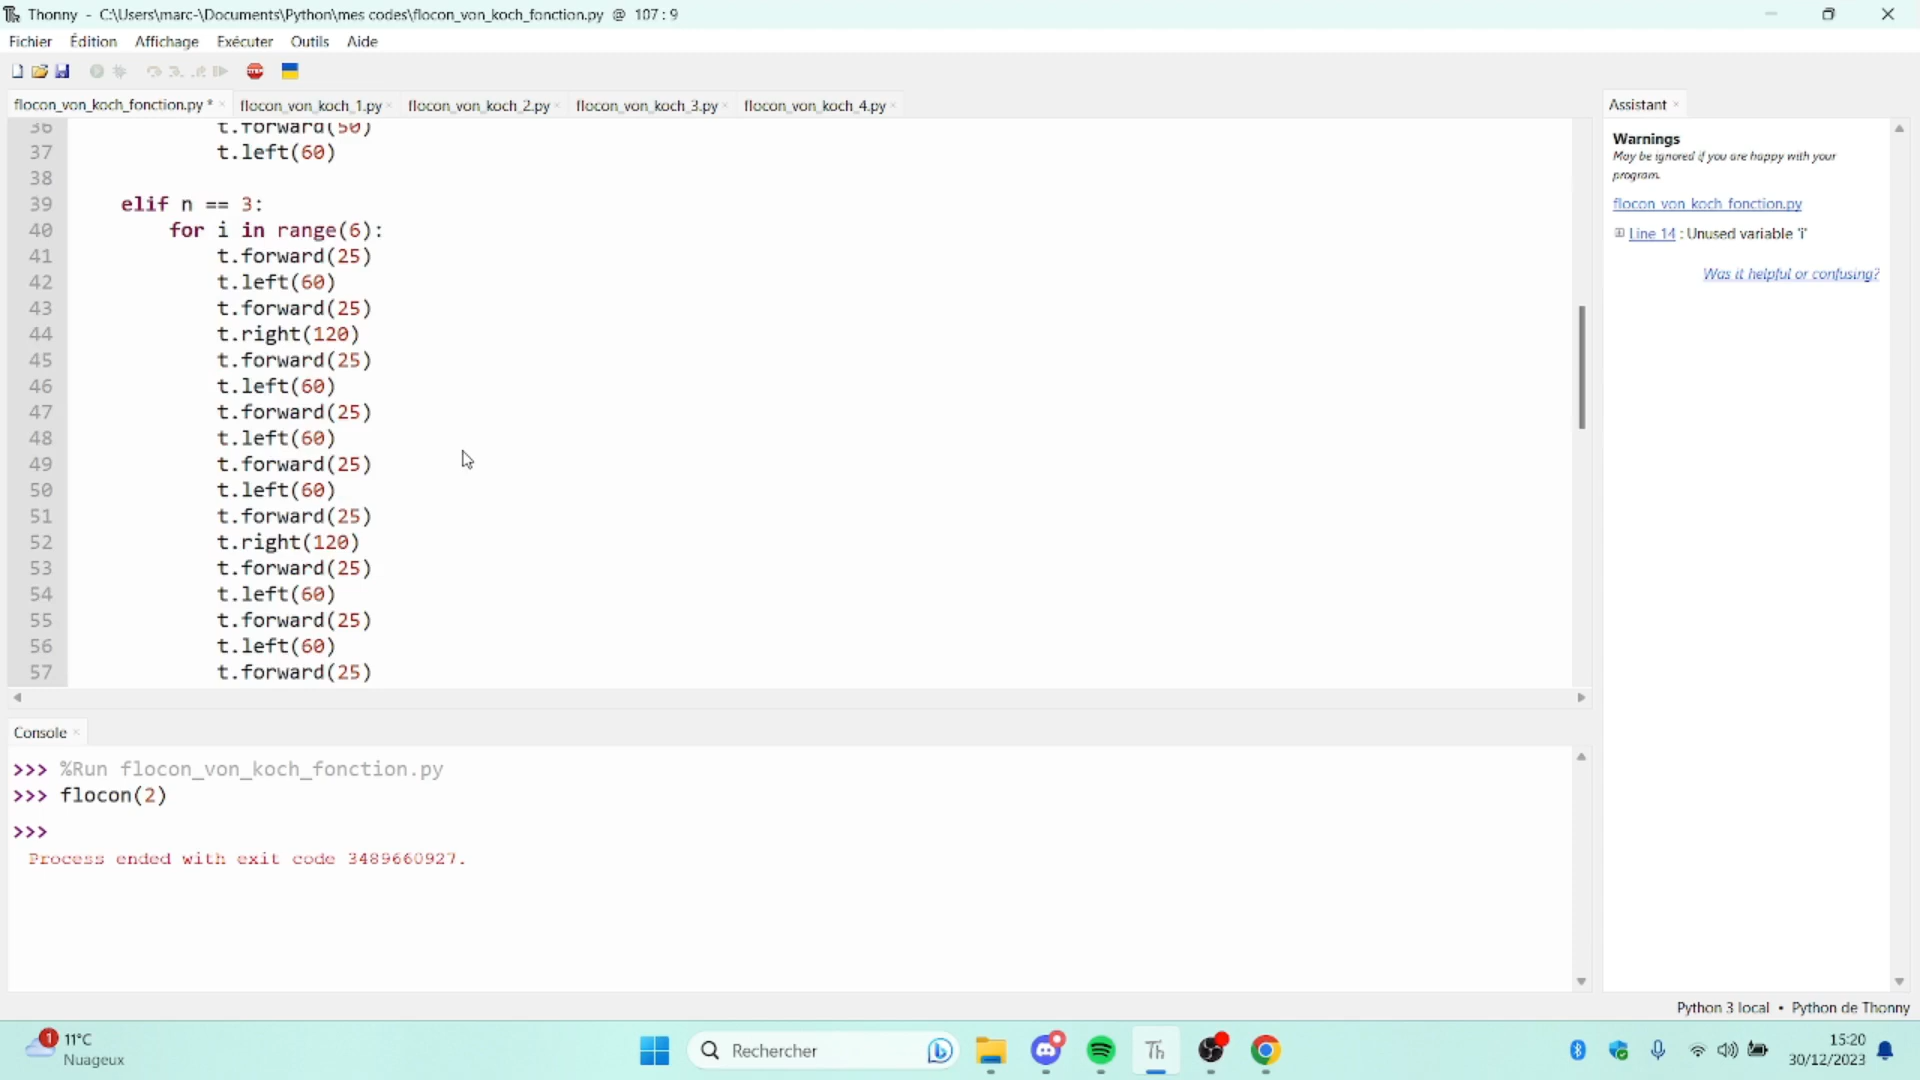 Thonny - C:\Users\marc-\Documents\Python\mes codes\flocon_von_koch_fonction.py @ 107 : 9
Fichier Édition Affichage Exécuter Outils Aide
STOP
flocon_von_koch_fonction.py * × flocon_von_koch_1.py × flocon_von_koch_2.py × flocon_von_koch_3.py × flocon_von_koch_4.py ×
36 t.forward(50)
37 t.left(60)
38
39 elif n == 3:
40 for i in range(6):
41 t.forward(25)
42 t.left(60)
43 t.forward(25)
44 t.right(120)
45 t.forward(25)
46 t.left(60)
47 t.forward(25)
48 t.left(60)
49 t.forward(25)
50 t.left(60)
51 t.forward(25)
52 t.right(120)
53 t.forward(25)
54 t.left(60)
55 t.forward(25)
56 t.left(60)
57 t.forward(25)
Console ×
>>> %Run flocon_von_koch_fonction.py
>>> flocon(2)
>>>
Process ended with exit code 3489660927.
Assistant ×
Warnings
May be ignored if you are happy with your
program.
flocon_von_koch_fonction.py
Line 14 : Unused variable 'i'
Was it helpful or confusing?
Python 3 local • Python de Thonny
1 11°C
Nuageux
Rechercher
Th
15:20
30/12/2023